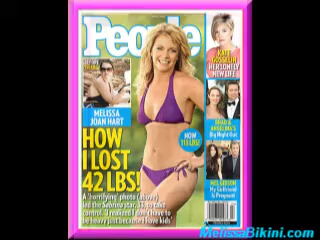 People
KATE
GOSSELIN
HER LONELY
NEW LIFE
MELISSA
JOAN HART
HOW
I LOST
42 LBS!
NOW
113 LBS!
A 'horrifying' photo (above)
led the Sabrina star, 33, to take
control. 'I realized I don't have to
be heavy just because I have kids'
BRAD &
ANGELINA'S
Big Night Out
MEL GIBSON
My Girlfriend
Is Pregnant
MelissaBikini.com